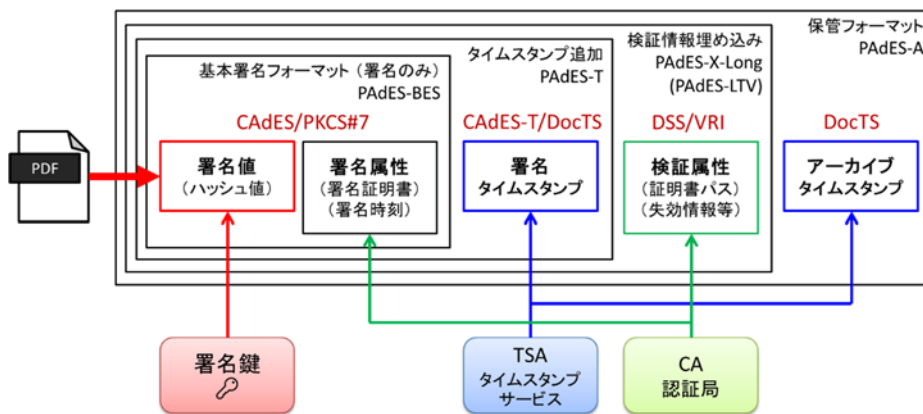 保管フォーマット
PAdES-A
検証情報埋め込み
PAdES-X-Long
(PAdES-LTV)
タイムスタンプ追加
PAdES-T
基本署名フォーマット（署名のみ）
PAdES-BES
CAdES/PKCS#7
CAdES-T/DocTS
DSS/VRI
DocTS
PDF
署名値
（ハッシュ値）
署名属性
（署名証明書）
（署名時刻）
署名
タイムスタンプ
検証属性
（証明書パス）
（失効情報等）
アーカイブ
タイムスタンプ
署名鍵
TSA
タイムスタンプ
サービス
CA
認証局